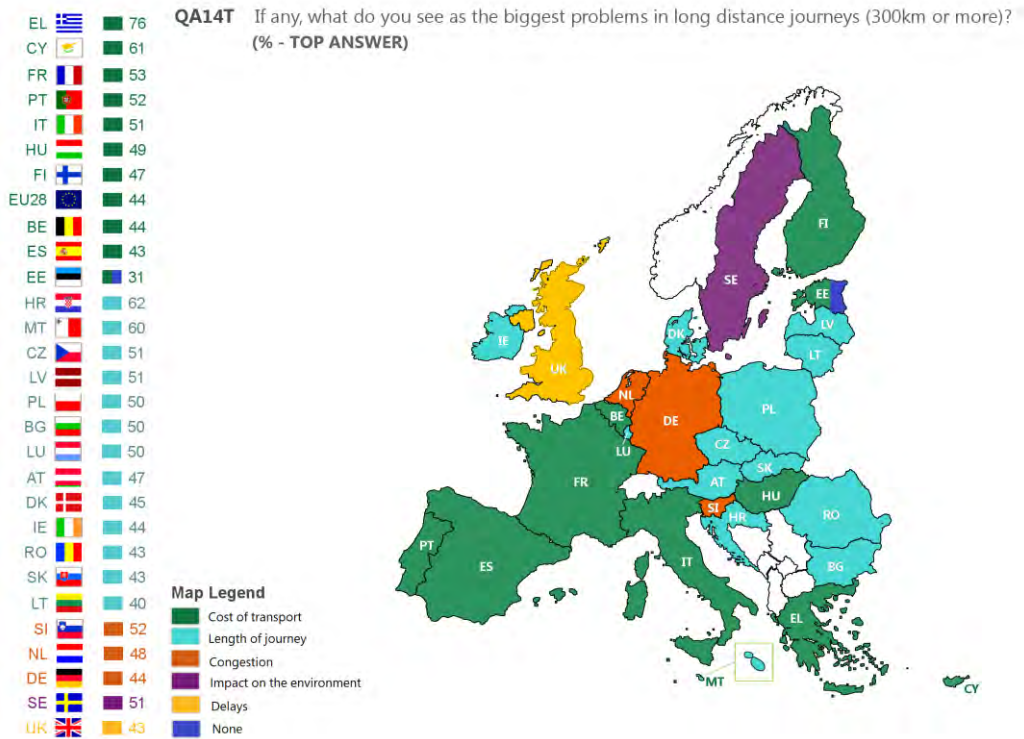 QA14T If any, what do you see as the biggest problems in long distance journeys (300km or more)?
(% - TOP ANSWER)
EL 76
CY 61
FR 53
PT 52
IT 51
HU 49
FI 47
EU28 44
BE 44
ES 43
EE 31
HR 62
MT 60
CZ 51
LV 51
PL 50
BG 50
LU 50
AT 47
DK 45
IE 44
RO 43
SK 43
LT 40
SI 52
NL 48
DE 44
SE 51
UK 43
FI
SE
EE
LV
LT
DK
IE
UK
NL
BE
DE
PL
LU
CZ
SK
FR
AT
HU
SI
HR
RO
PT
ES
IT
BG
EL
MT
CY
Map Legend
Cost of transport
Length of journey
Congestion
Impact on the environment
Delays
None